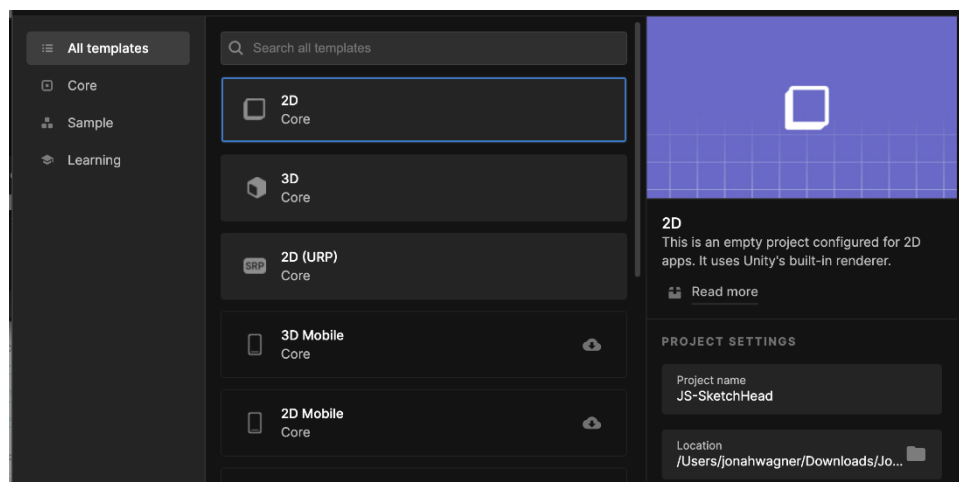 All templates
Core
Sample
Learning
Search all templates
2D
Core
3D
Core
SRP
2D (URP)
Core
3D Mobile
Core
2D Mobile
Core
2D
This is an empty project configured for 2D
apps. It uses Unity's built-in renderer.
Read more
PROJECT SETTINGS
Project name
JS-SketchHead
Location
/Users/jonahwagner/Downloads/Jo...